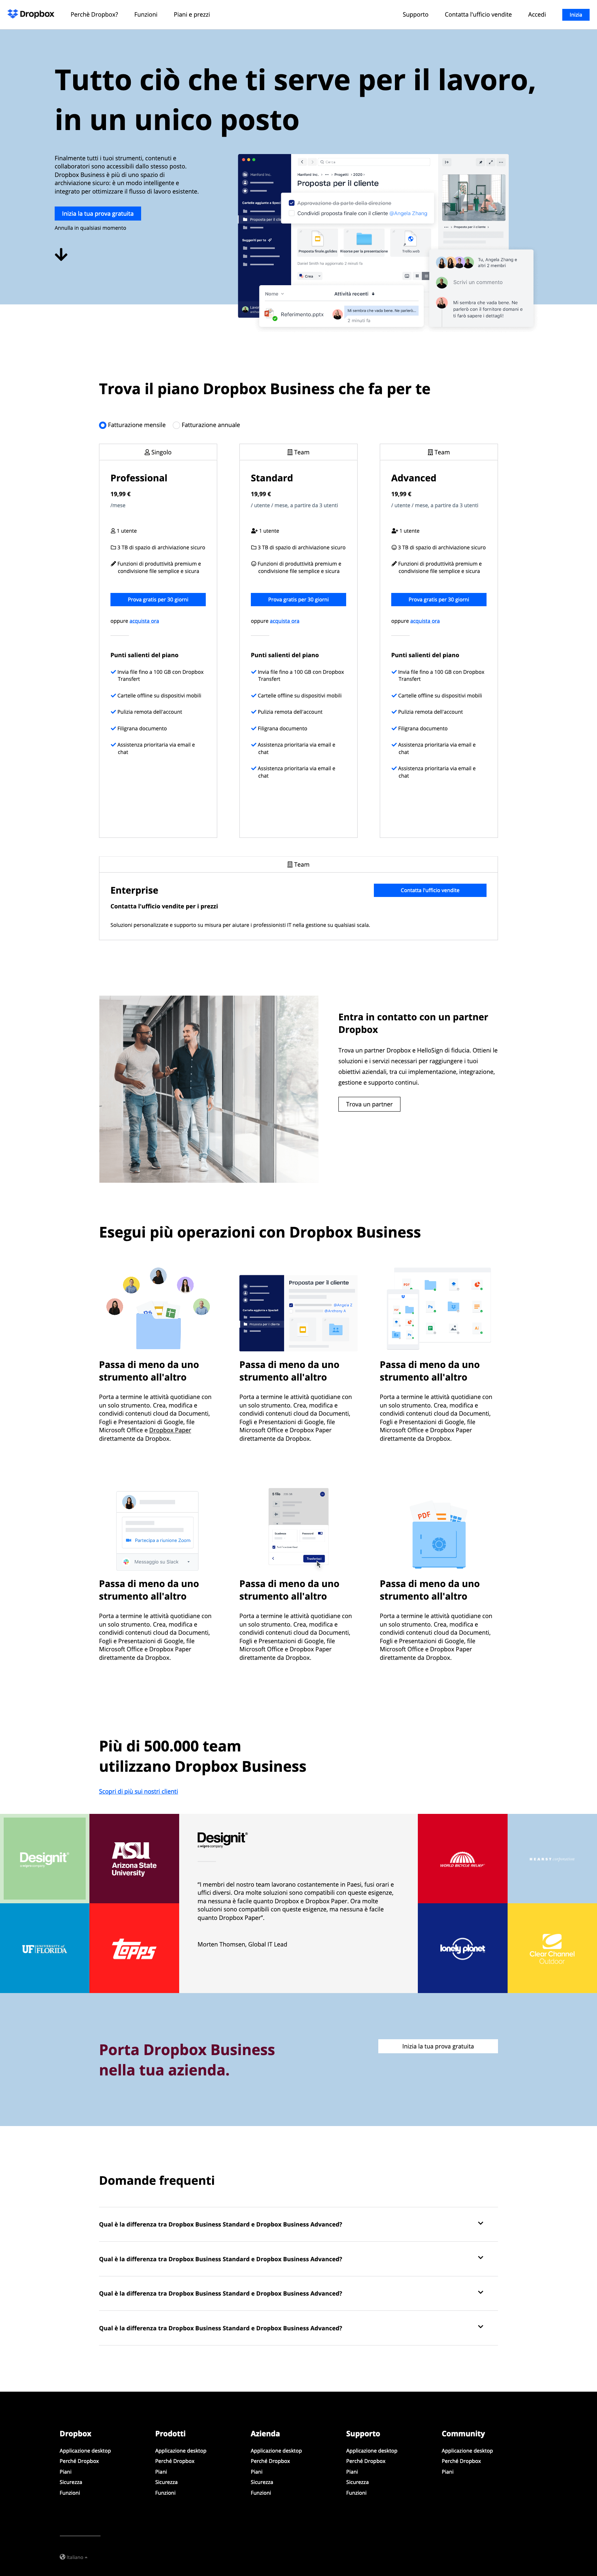 Dropbox Perchè Dropbox? Funzioni Piani e prezzi Supporto Contatta l'ufficio vendite Accedi Inizia
Tutto ciò che ti serve per il lavoro,
in un unico posto
Finalmente tutti i tuoi strumenti, contenuti e
collaboratori sono accessibili dallo stesso posto.
Dropbox Business è più di uno spazio di
archiviazione sicuro: è un modo intelligente e
integrato per ottimizzare il flusso di lavoro esistente.
Inizia la tua prova gratuita
Annulla in qualsiasi momento
Hanford Inc.
Proposta per il cliente
Approvazione da parte della direzione
Condividi proposta finale con il cliente @Angela Zhang
Crea
Nome
Attività recenti
Referimento.pptx
Mi sembra che vada bene. Ne parlerò...
2 minuti fa
Tu, Angela Zhang e
altri 2 membri
Scrivi un commento
Mi sembra che vada bene. Ne
parlerò con il fornitore domani e
ti farò sapere i dettagli!
Trova il piano Dropbox Business che fa per te
Fatturazione mensile Fatturazione annuale
Singolo
Professional
19,99 €
/mese
1 utente
3 TB di spazio di archiviazione sicuro
Funzioni di produttività premium e
condivisione file semplice e sicura
Prova gratis per 30 giorni
oppure acquista ora
Punti salienti del piano
Invia file fino a 100 GB con Dropbox
Transfert
Cartelle offline su dispositivi mobili
Pulizia remota dell'account
Filigrana documento
Assistenza prioritaria via email e
chat
Team
Standard
19,99 €
/ utente / mese, a partire da 3 utenti
1 utente
3 TB di spazio di archiviazione sicuro
Funzioni di produttività premium e
condivisione file semplice e sicura
Prova gratis per 30 giorni
oppure acquista ora
Punti salienti del piano
Invia file fino a 100 GB con Dropbox
Transfert
Cartelle offline su dispositivi mobili
Pulizia remota dell'account
Filigrana documento
Assistenza prioritaria via email e
chat
Assistenza prioritaria via email e
chat
Team
Advanced
19,99 €
/ utente / mese, a partire da 3 utenti
1 utente
3 TB di spazio di archiviazione sicuro
Funzioni di produttività premium e
condivisione file semplice e sicura
Prova gratis per 30 giorni
oppure acquista ora
Punti salienti del piano
Invia file fino a 100 GB con Dropbox
Transfert
Cartelle offline su dispositivi mobili
Pulizia remota dell'account
Filigrana documento
Assistenza prioritaria via email e
chat
Assistenza prioritaria via email e
chat
Team
Enterprise
Contatta l'ufficio vendite
Contatta l'ufficio vendite per i prezzi
Soluzioni personalizzate e supporto su misura per aiutare i professionisti IT nella gestione su qualsiasi scala.
Entra in contatto con un partner
Dropbox
Trova un partner Dropbox e HelloSign di fiducia. Ottieni le
soluzioni e i servizi necessari per raggiungere i tuoi
obiettivi aziendali, tra cui implementazione, integrazione,
gestione e supporto continui.
Trova un partner
Esegui più operazioni con Dropbox Business
Passa di meno da uno
strumento all'altro
Porta a termine le attività quotidiane con
un solo strumento. Crea, modifica e
condividi contenuti cloud da Documenti,
Fogli e Presentazioni di Google, file
Microsoft Office e Dropbox Paper
direttamente da Dropbox.
Proposta per il cliente
@Angela Z
@Anthony A
Passa di meno da uno
strumento all'altro
Porta a termine le attività quotidiane con
un solo strumento. Crea, modifica e
condividi contenuti cloud da Documenti,
Fogli e Presentazioni di Google, file
Microsoft Office e Dropbox Paper
direttamente da Dropbox.
Passa di meno da uno
strumento all'altro
Porta a termine le attività quotidiane con
un solo strumento. Crea, modifica e
condividi contenuti cloud da Documenti,
Fogli e Presentazioni di Google, file
Microsoft Office e Dropbox Paper
direttamente da Dropbox.
Partecipa a riunione Zoom
Messaggio su Slack
Passa di meno da uno
strumento all'altro
Porta a termine le attività quotidiane con
un solo strumento. Crea, modifica e
condividi contenuti cloud da Documenti,
Fogli e Presentazioni di Google, file
Microsoft Office e Dropbox Paper
direttamente da Dropbox.
Passa di meno da uno
strumento all'altro
Porta a termine le attività quotidiane con
un solo strumento. Crea, modifica e
condividi contenuti cloud da Documenti,
Fogli e Presentazioni di Google, file
Microsoft Office e Dropbox Paper
direttamente da Dropbox.
PDF
Passa di meno da uno
strumento all'altro
Porta a termine le attività quotidiane con
un solo strumento. Crea, modifica e
condividi contenuti cloud da Documenti,
Fogli e Presentazioni di Google, file
Microsoft Office e Dropbox Paper
direttamente da Dropbox.
Più di 500.000 team
utilizzano Dropbox Business
Scopri di più sui nostri clienti
Designit
ASU
Arizona State
University
UF UNIVERSITY of
FLORIDA
Topps
Designit
"I membri del nostro team lavorano costantemente in Paesi, fusi orari e
uffici diversi. Ora molte soluzioni sono compatibili con queste esigenze,
ma nessuna è facile quanto Dropbox e Dropbox Paper. Ora molte
soluzioni sono compatibili con queste esigenze, ma nessuna è facile
quanto Dropbox Paper".
Morten Thomsen, Global IT Lead
WORLD BICYCLE RELIEF
lonely planet
Clear Channel
Outdoor
Porta Dropbox Business
nella tua azienda.
Inizia la tua prova gratuita
Domande frequenti
Qual è la differenza tra Dropbox Business Standard e Dropbox Business Advanced?
Qual è la differenza tra Dropbox Business Standard e Dropbox Business Advanced?
Qual è la differenza tra Dropbox Business Standard e Dropbox Business Advanced?
Qual è la differenza tra Dropbox Business Standard e Dropbox Business Advanced?
Dropbox
Applicazione desktop
Perché Dropbox
Piani
Sicurezza
Funzioni
Prodotti
Applicazione desktop
Perché Dropbox
Piani
Sicurezza
Funzioni
Azienda
Applicazione desktop
Perché Dropbox
Piani
Sicurezza
Funzioni
Supporto
Applicazione desktop
Perché Dropbox
Piani
Sicurezza
Funzioni
Community
Applicazione desktop
Perché Dropbox
Piani
Italiano